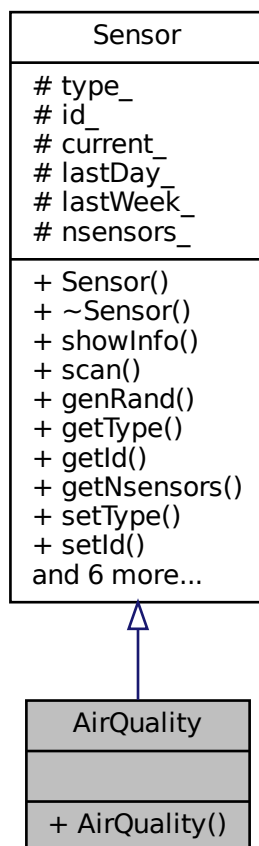 Sensor
# type_
# id_
# current_
# lastDay_
# lastWeek_
# nsensors_
+ Sensor()
+ ~Sensor()
+ showInfo()
+ scan()
+ genRand()
+ getType()
+ getId()
+ getNsensors()
+ setType()
+ setId()
and 6 more...
AirQuality
+ AirQuality()